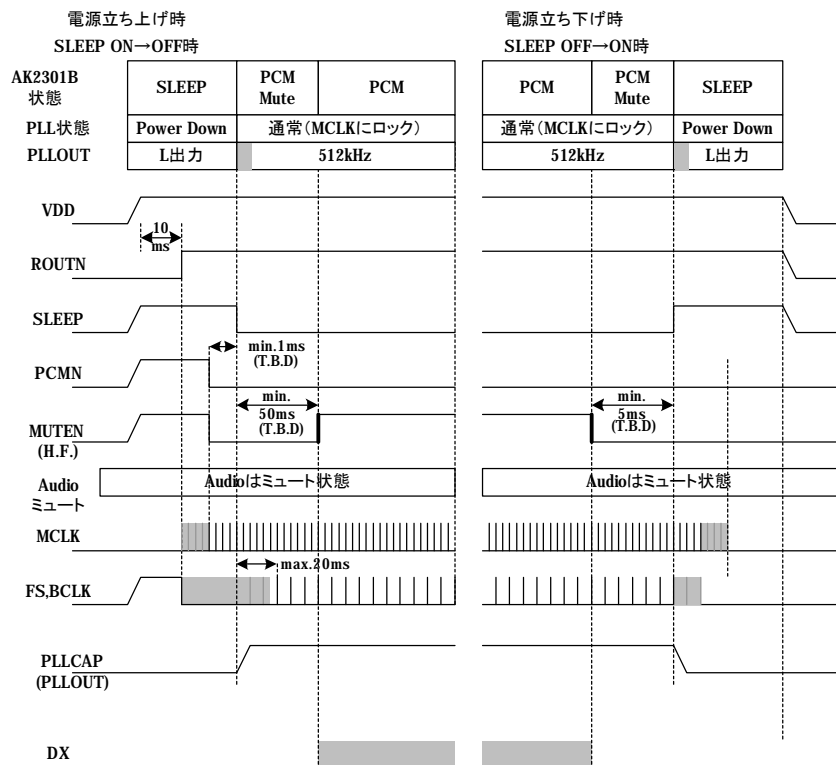 電源立ち上げ時
SLEEP ON→OFF時
電源立ち下げ時
SLEEP OFF→ON時
AK2301B
状態
SLEEP
PCM
Mute
PCM
PCM
PCM
Mute
SLEEP
PLL状態
Power Down
通常(MCLKにロック)
通常(MCLKにロック)
Power Down
PLLOUT
L出力
512kHz
512kHz
L出力
VDD
10
ms
ROUTN
SLEEP
min.1ms
(T.B.D)
PCMN
min.
50ms
(T.B.D)
min.
5ms
(T.B.D)
MUTEN
(H.F.)
Audio
ミュート
Audioはミュート状態
Audioはミュート状態
MCLK
max.20ms
FS,BCLK
PLLCAP
(PLLOUT)
DX